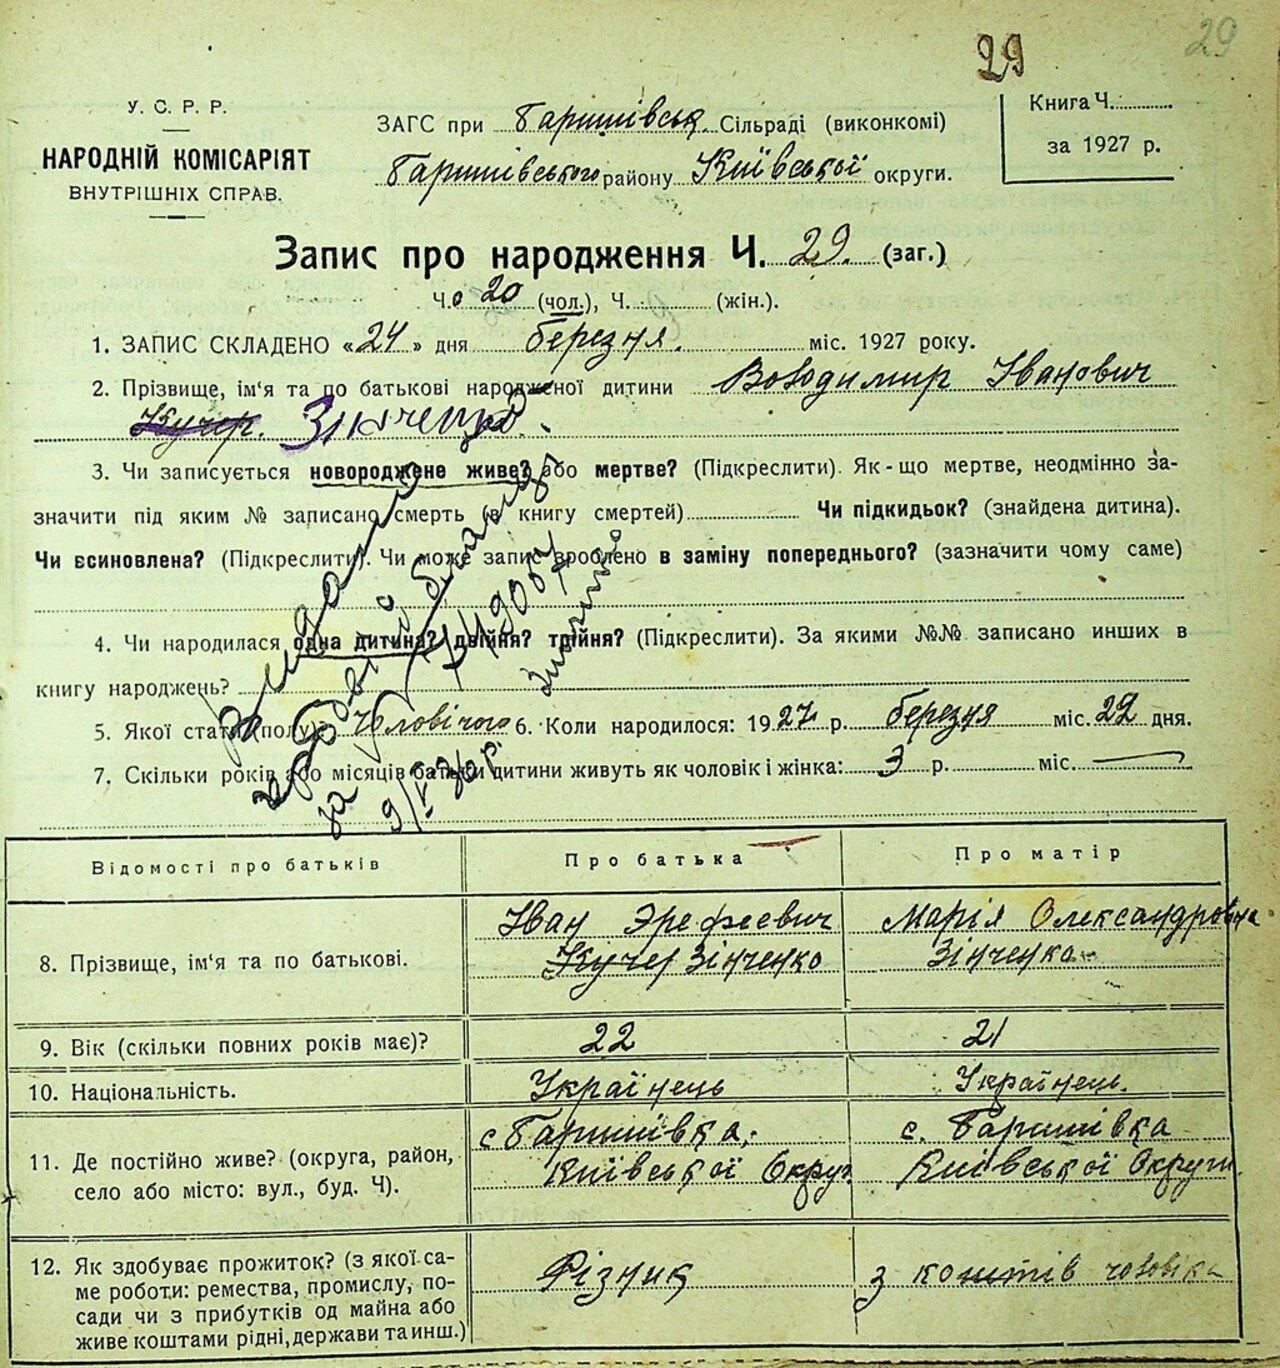 29
29
У. С. Р. Р.
НАРОДНІЙ КОМІСАРІЯТ
ВНУТРІШНІХ СПРАВ.
ЗАГС при Баришівськ. Сільраді (виконкомі)
Баришівського району Київської округи.
Книга Ч.
за 1927 р.
Запис про народження Ч. 29. (заг.)
Ч. 20 (чол.), Ч. (жін.).
1. ЗАПИС СКЛАДЕНО «24» дня березня. міс. 1927 року.
2. Прізвище, ім'я та по батькові народженої дитини Володимир Іванович
Кучер. Зінченко.
3. Чи записується новороджене живе? або мертве? (Підкреслити). Як-що мертве, неодмінно за-
значити під яким № записано смерть (в книгу смертей) Чи підкидьок? (знайдена дитина).
Чи всиновлена? (Підкреслити). Чи може запис зроблено в заміну попереднього? (зазначити чому саме)
4. Чи народилася одна дитина? двійня? трійня? (Підкреслити). За якими №№ записано инших в
книгу народжень?
5. Якої статі (полу)? Чоловічого 6. Коли народилося: 1927 р. березня міс. 22 дня.
7. Скільки років або місяців батьки дитини живуть як чоловік і жінка: 3 р. міс. —
9/V 36 р.
Відомості про батьків
Про батька
Про матір
8. Прізвище, ім'я та по батькові.
Іван Эрефеевич
Кучер Зінченко
Марія Олександровна
Зінченко
9. Вік (скільки повних років має)?
22
21
10. Національність.
Українець
Українець.
11. Де постійно живе? (округа, район,
село або місто: вул., буд. Ч).
с Баришівка,
Київської Округ
с. Баришівка
Київської Округи.
12. Як здобуває прожиток? (з якої са-
ме роботи: ремества, промислу, по-
сади чи з прибутків од майна або
живе коштами рідні, держави та инш.)
Різник
з коштів чоловіка